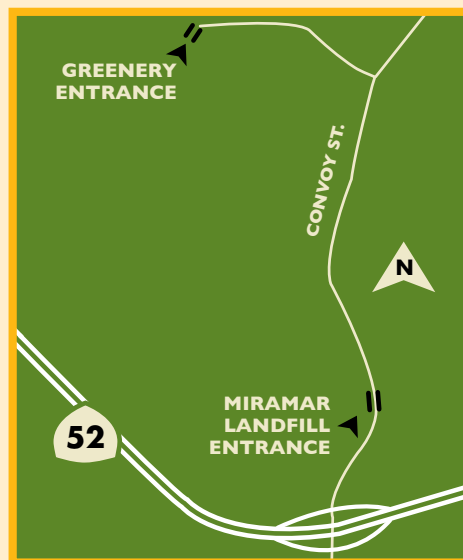 GREENERY
ENTRANCE
CONVOY ST.
N
MIRAMAR
LANDFILL
ENTRANCE
52